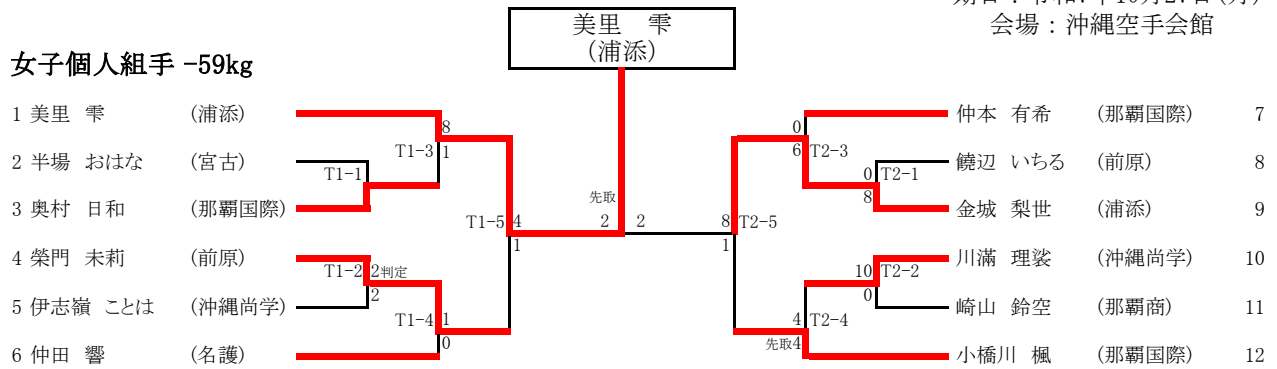 美里 雫
(浦添)
会場：沖縄空手会館
女子個人組手 -59kg
1 美里 雫 (浦添)
2 半場 おはな (宮古)
3 奥村 日和 (那覇国際)
4 榮門 未莉 (前原)
5 伊志嶺 ことは (沖縄尚学)
6 仲田 響 (名護)
T1-1
T1-2 2判定
2
8
T1-3 1
T1-4 1
0
T1-5 4
1
先取
2 2
8 T2-5
1
0
6 T2-3
0 T2-1
8
10 T2-2
0
4 T2-4
先取4
仲本 有希 (那覇国際) 7
饒辺 いちる (前原) 8
金城 梨世 (浦添) 9
川満 理裟 (沖縄尚学) 10
崎山 鈴空 (那覇商) 11
小橋川 楓 (那覇国際) 12